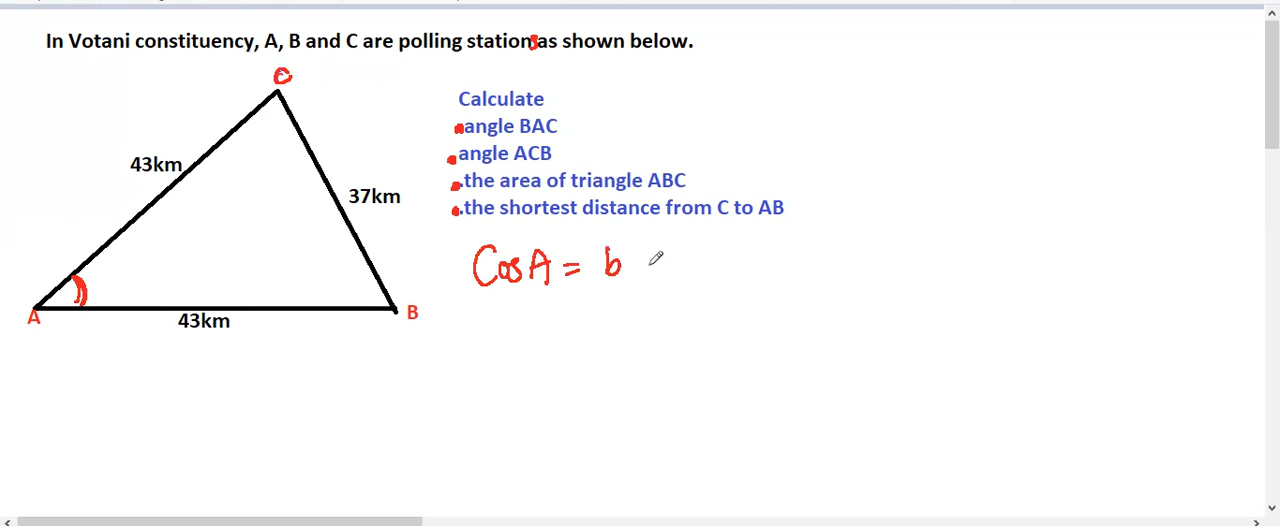 In Votani constituency, A, B and C are polling stations as shown below.
C
Calculate
angle BAC
angle ACB
43km
.the area of triangle ABC
37km
.the shortest distance from C to AB
CosA = b
A
B
43km